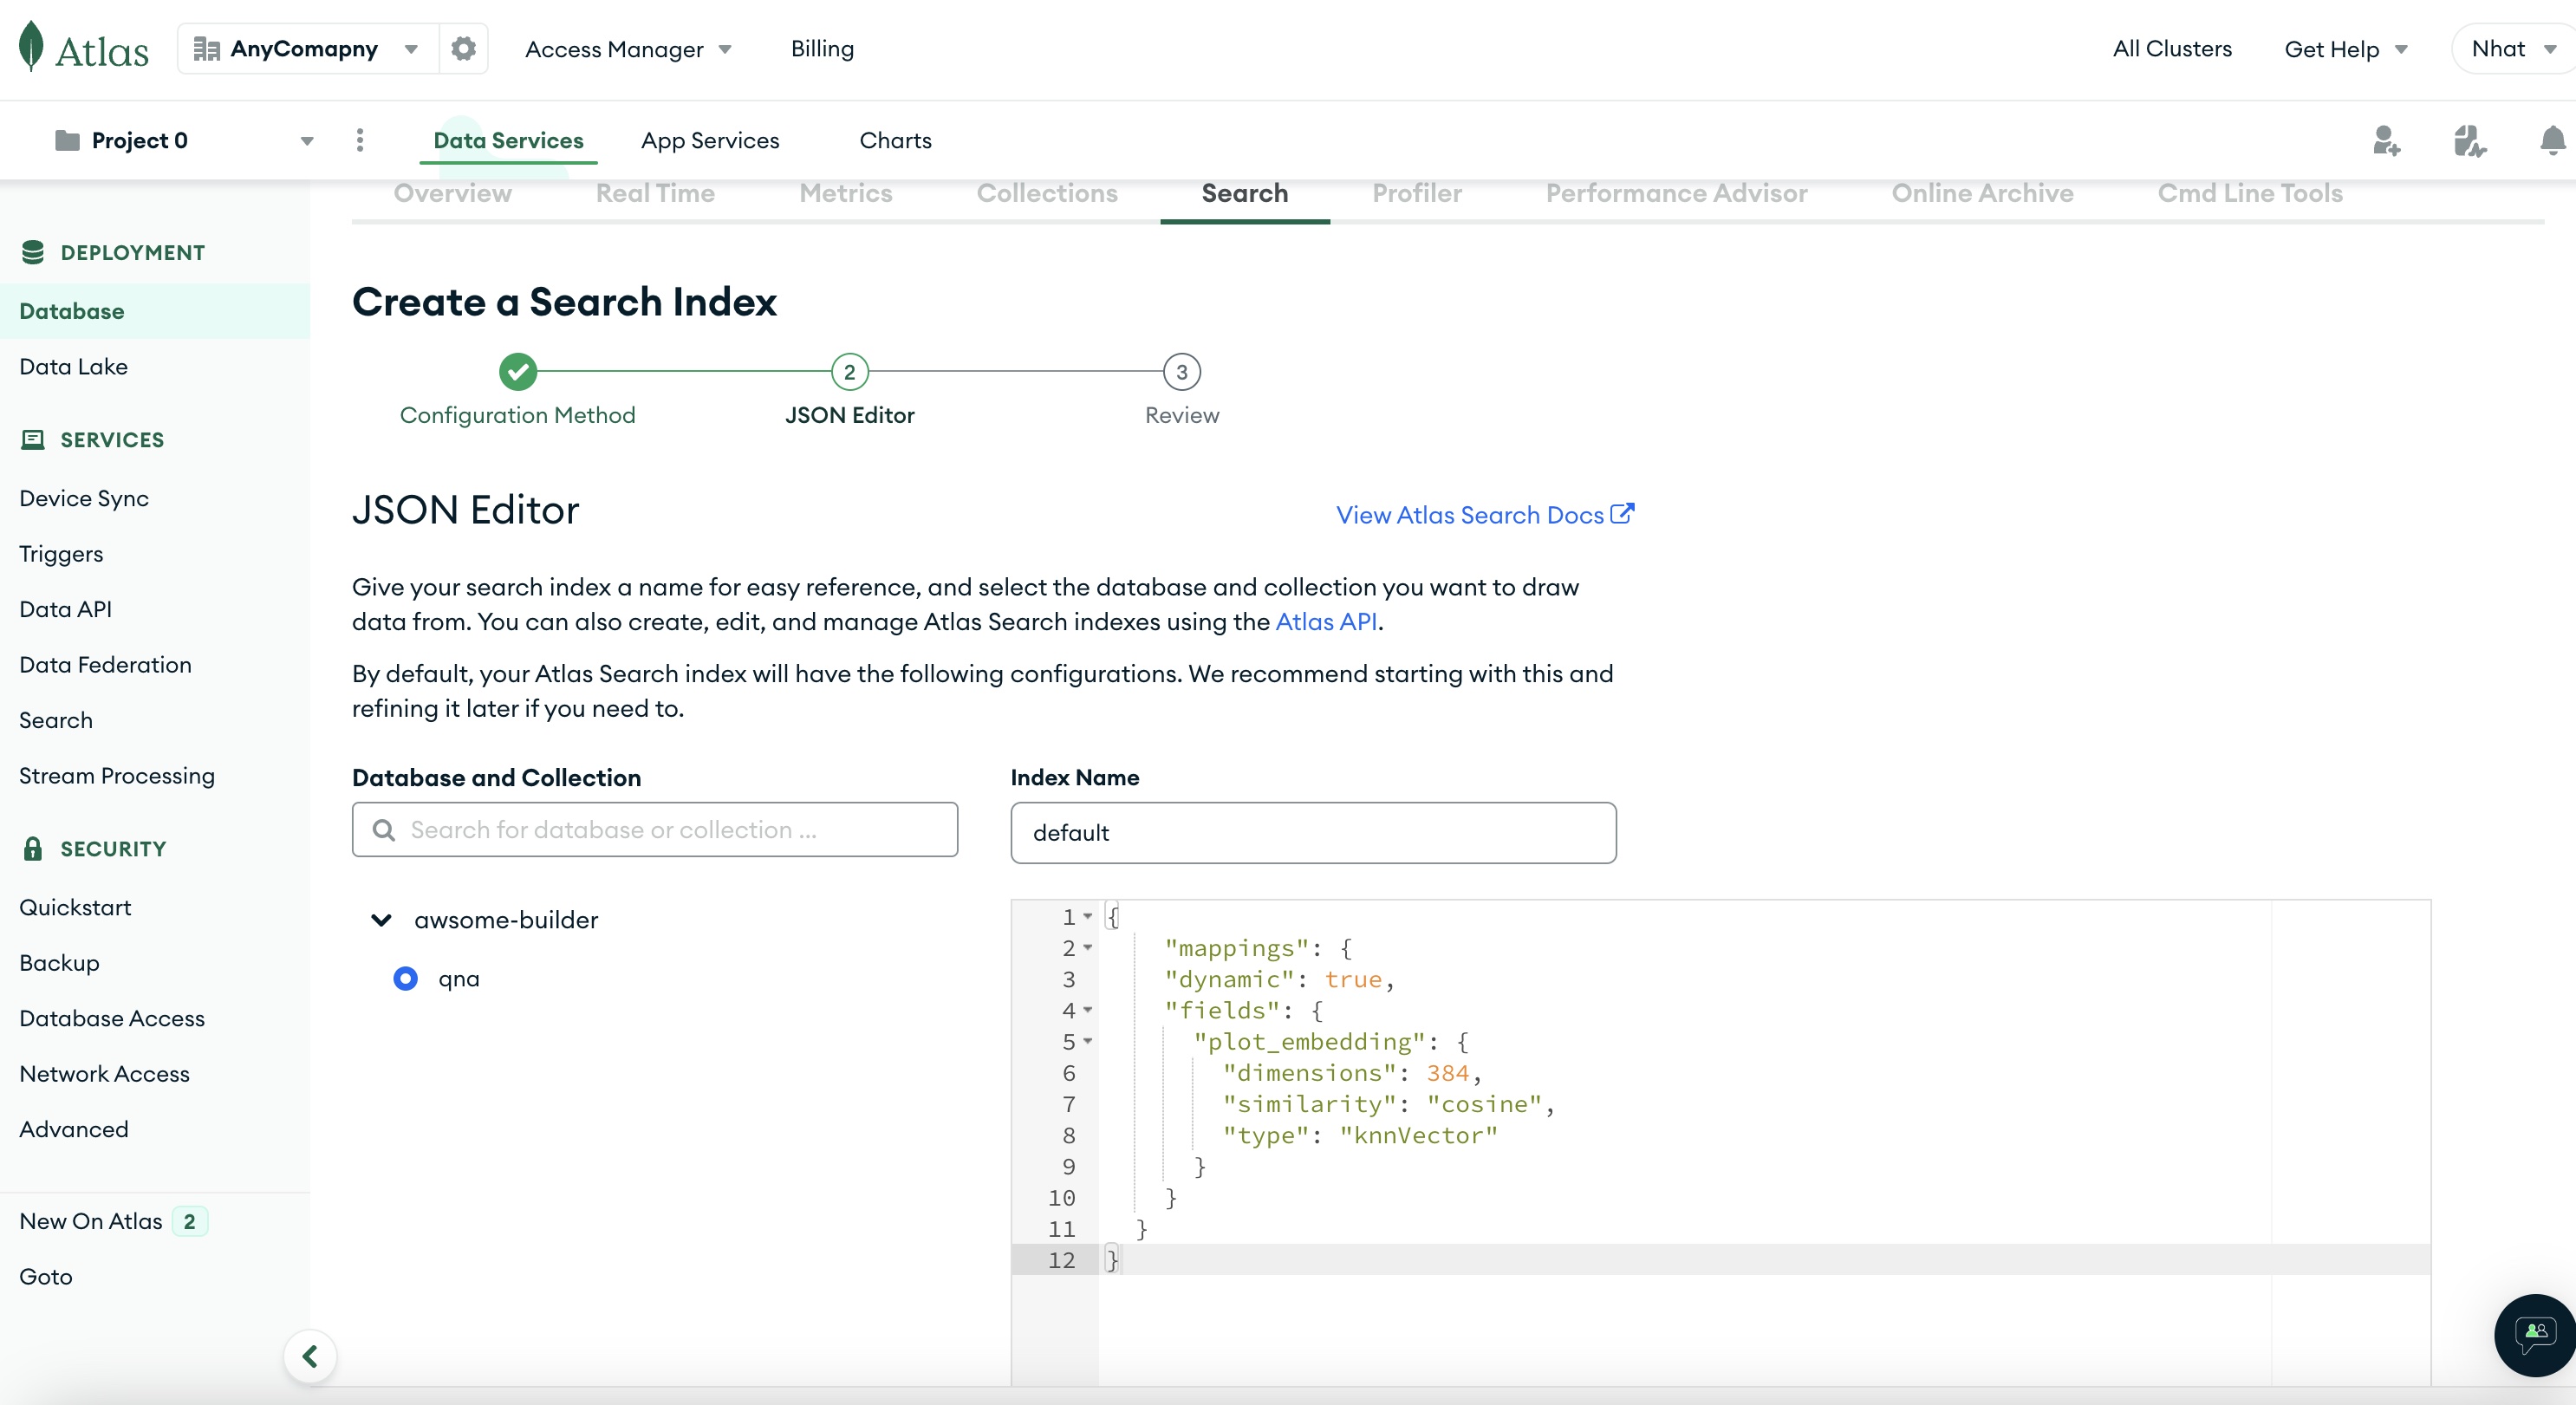 Atlas
AnyComapny
Access Manager
Billing
All Clusters
Get Help
Nhat
Project 0
Data Services
App Services
Charts
Overview
Real Time
Metrics
Collections
Search
Profiler
Performance Advisor
Online Archive
Cmd Line Tools
DEPLOYMENT
Database
Data Lake
SERVICES
Device Sync
Triggers
Data API
Data Federation
Search
Stream Processing
SECURITY
Quickstart
Backup
Database Access
Network Access
Advanced
New On Atlas 2
Goto
Create a Search Index
2
3
Configuration Method
JSON Editor
Review
JSON Editor
View Atlas Search Docs
Give your search index a name for easy reference, and select the database and collection you want to draw
data from. You can also create, edit, and manage Atlas Search indexes using the Atlas API.
By default, your Atlas Search index will have the following configurations. We recommend starting with this and
refining it later if you need to.
Database and Collection
Search for database or collection ...
awsome-builder
qna
Index Name
default
1 {
2 "mappings": {
3 "dynamic": true,
4 "fields": {
5 "plot_embedding": {
6 "dimensions": 384,
7 "similarity": "cosine",
8 "type": "knnVector"
9 }
10 }
11 }
12 }